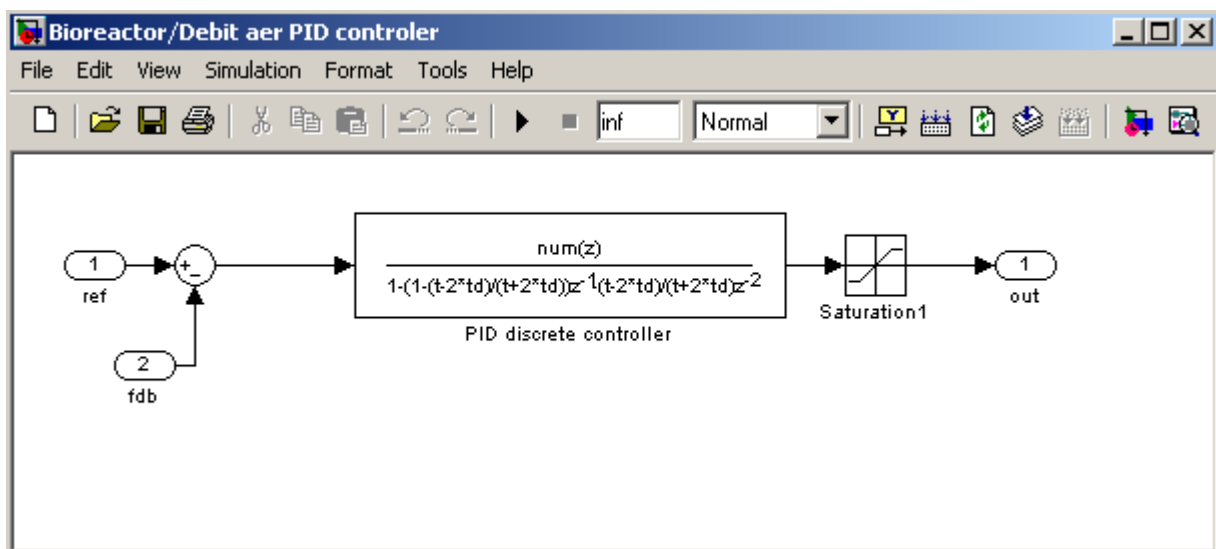 Bioreactor/Debit aer PID controler
File Edit View Simulation Format Tools Help
inf Normal
num(z)
1-(1-(t-2*td)/(t+2*td))z-1(t-2*td)/(t+2*td)z-2
PID discrete controller
1
ref
+
-
2
fdb
Saturation1
1
out